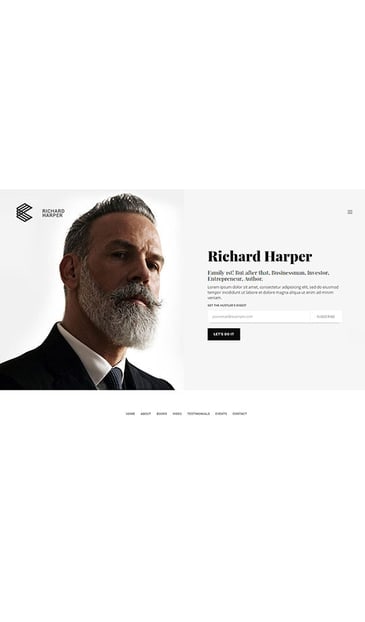 RICHARD
HARPER
Richard Harper
Family 1st! But after that, Businessman, Investor,
Entrepreneur, Author.
Lorem ipsum dolor sit amet, consectetur adipiscing elit, sed do eiusmod
tempor incididunt ut labore et dolore magna aliqua ut enim ad minim
veniam.
GET THE HUSTLER'S DIGEST
youremail@example.com SUBSCRIBE
LET'S DO IT
HOME ABOUT BOOKS VIDEO TESTIMONIALS EVENTS CONTACT